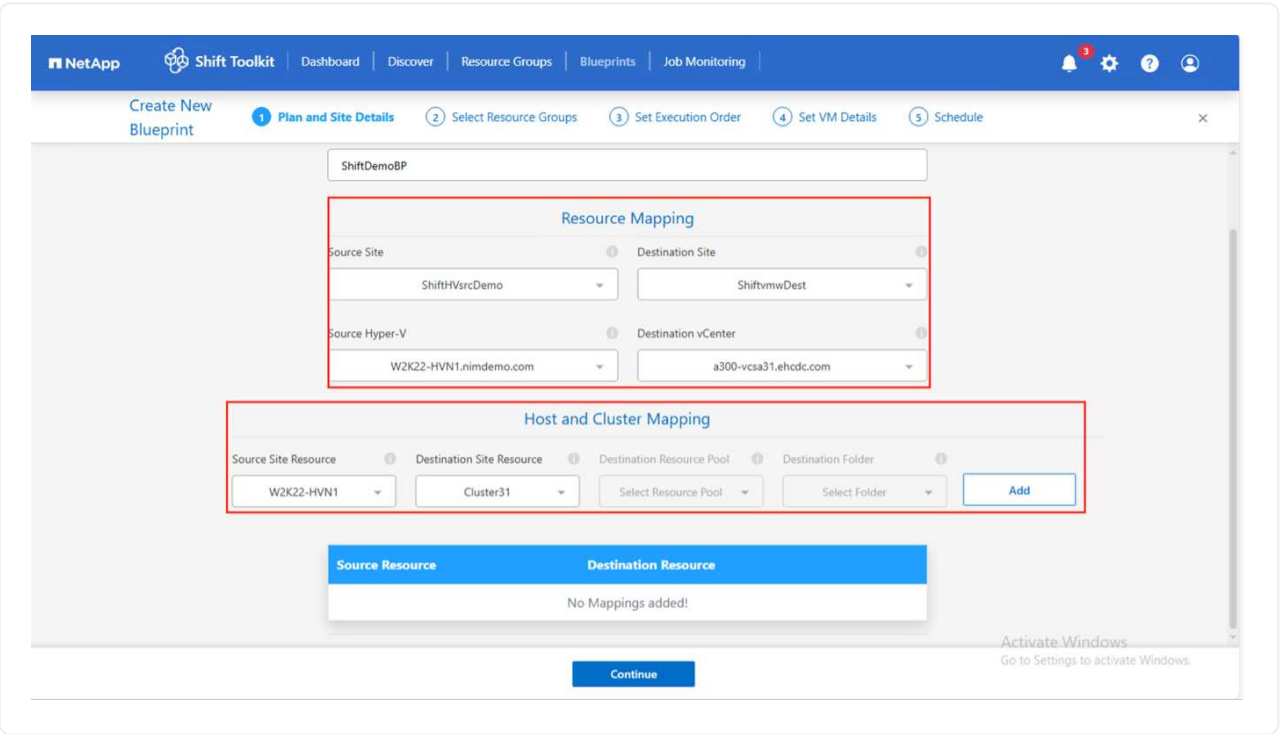 NetApp Shift Toolkit Dashboard Discover Resource Groups Blueprints Job Monitoring 3 ?
Create New
Blueprint
1 Plan and Site Details 2 Select Resource Groups 3 Set Execution Order 4 Set VM Details 5 Schedule ×
ShiftDemoBP
Resource Mapping
Source Site Destination Site
ShiftHVsrcDemo ShiftvmwDest
Source Hyper-V Destination vCenter
W2K22-HVN1.nimdemo.com a300-vcsa31.ehcdc.com
Host and Cluster Mapping
Source Site Resource Destination Site Resource Destination Resource Pool Destination Folder
W2K22-HVN1 Cluster31 Select Resource Pool Select Folder Add
Source Resource Destination Resource
No Mappings added!
Activate Windows
Go to Settings to activate Windows.
Continue